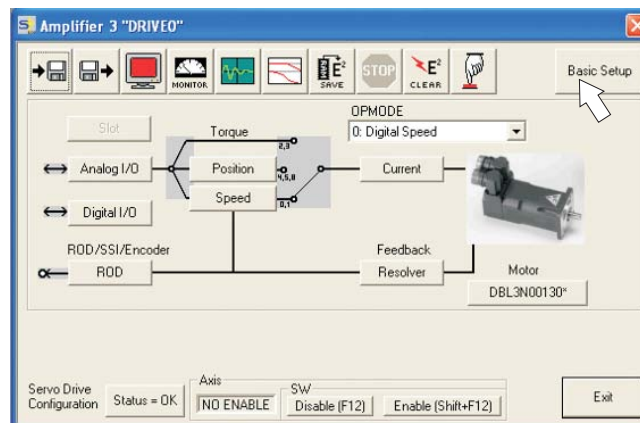 Amplifier 3 "DRIVE0"
MONITOR
E²
SAVE
STOP
E²
CLEAR
Basic Setup
Slot
Torque
OPMODE
0: Digital Speed
2,3
Analog I/O
Position
4,5,8
Current
Speed
0,1
Digital I/O
ROD/SSI/Encoder
ROD
Feedback
Resolver
Motor
DBL3N00130*
Servo Drive
Configuration
Status = OK
Axis
NO ENABLE
SW
Disable (F12)
Enable (Shift+F12)
Exit